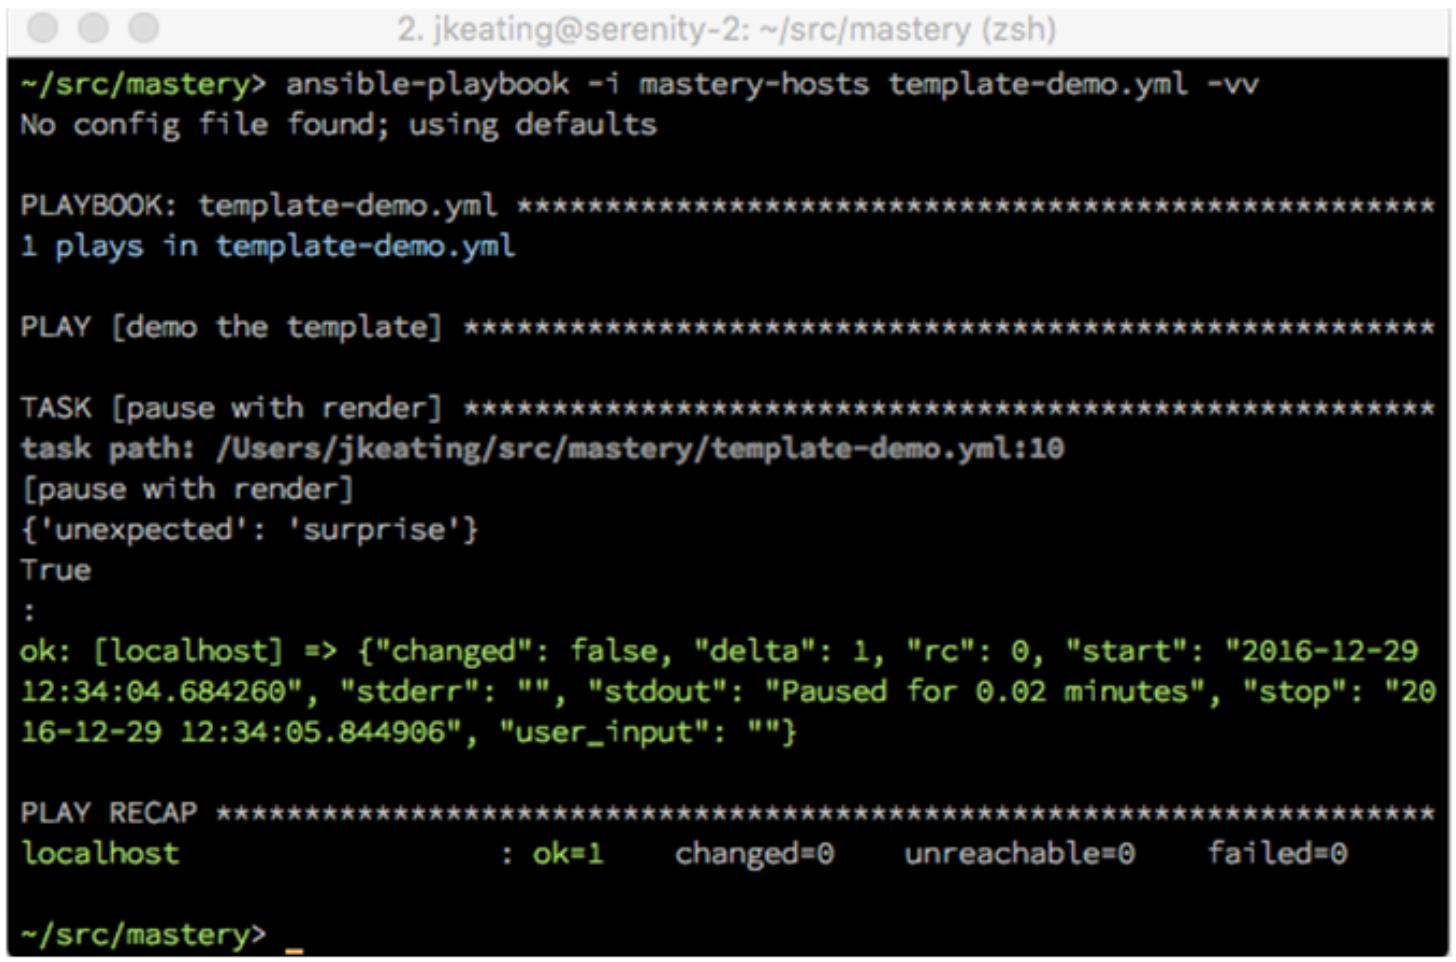 2. jkeating@serenity-2: ~/src/mastery (zsh)
~/src/mastery> ansible-playbook -i mastery-hosts template-demo.yml -vv
No config file found; using defaults
PLAYBOOK: template-demo.yml ****************************************************
1 plays in template-demo.yml
PLAY [demo the template] *******************************************************
TASK [pause with render] *******************************************************
task path: /Users/jkeating/src/mastery/template-demo.yml:10
[pause with render]
{'unexpected': 'surprise'}
True
:
ok: [localhost] => {"changed": false, "delta": 1, "rc": 0, "start": "2016-12-29
12:34:04.684260", "stderr": "", "stdout": "Paused for 0.02 minutes", "stop": "20
16-12-29 12:34:05.844906", "user_input": ""}
PLAY RECAP *********************************************************************
localhost                  : ok=1    changed=0    unreachable=0    failed=0
~/src/mastery> _